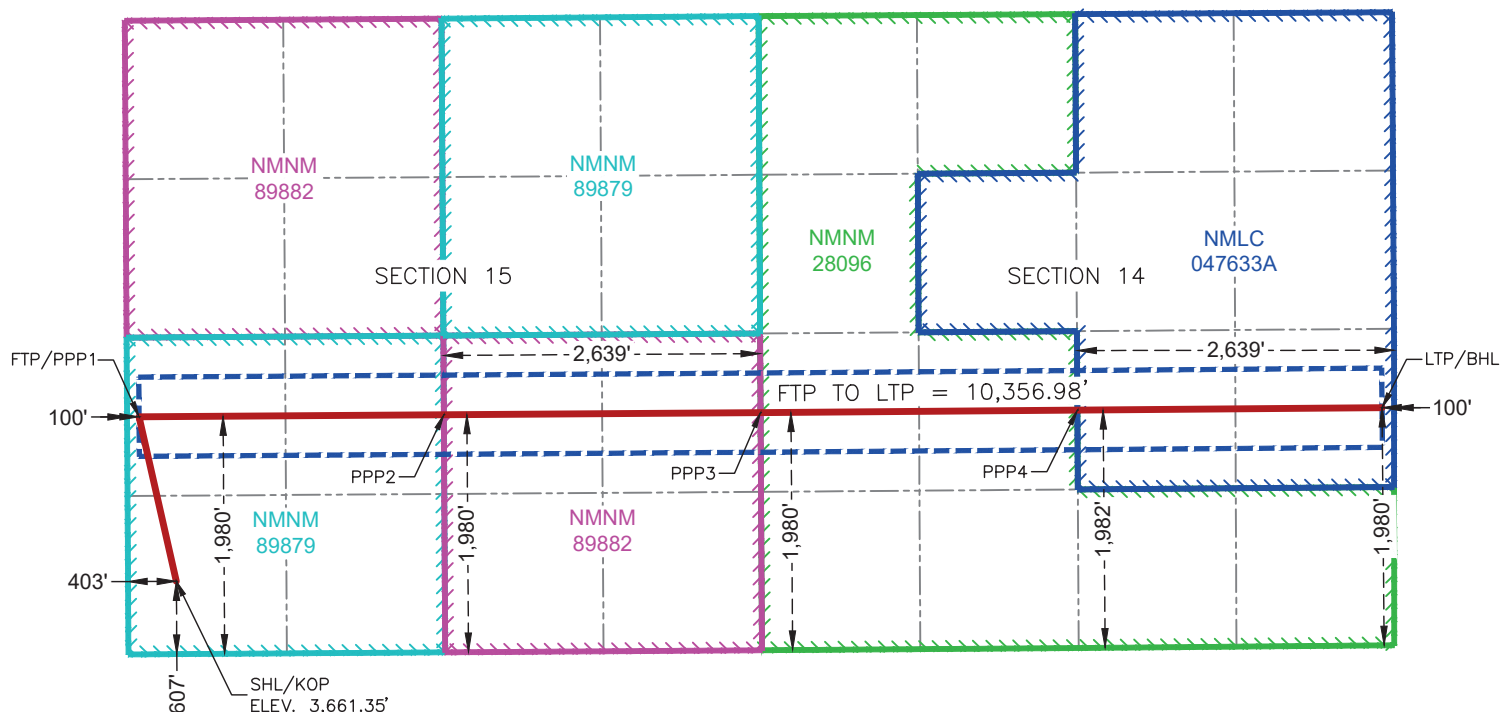 NMNM
89882
NMNM
89879
NMNM
28096
NMLC
047633A
SECTION 15
SECTION 14
FTP/PPP1
2,639'
2,639'
LTP/BHL
FTP TO LTP = 10,356.98'
100'
100'
PPP2
PPP3
PPP4
1,980'
NMNM
89879
1,980'
NMNM
89882
1,980'
1,982'
1,980'
403'
607'
SHL/KOP
ELEV. 3,661.35'